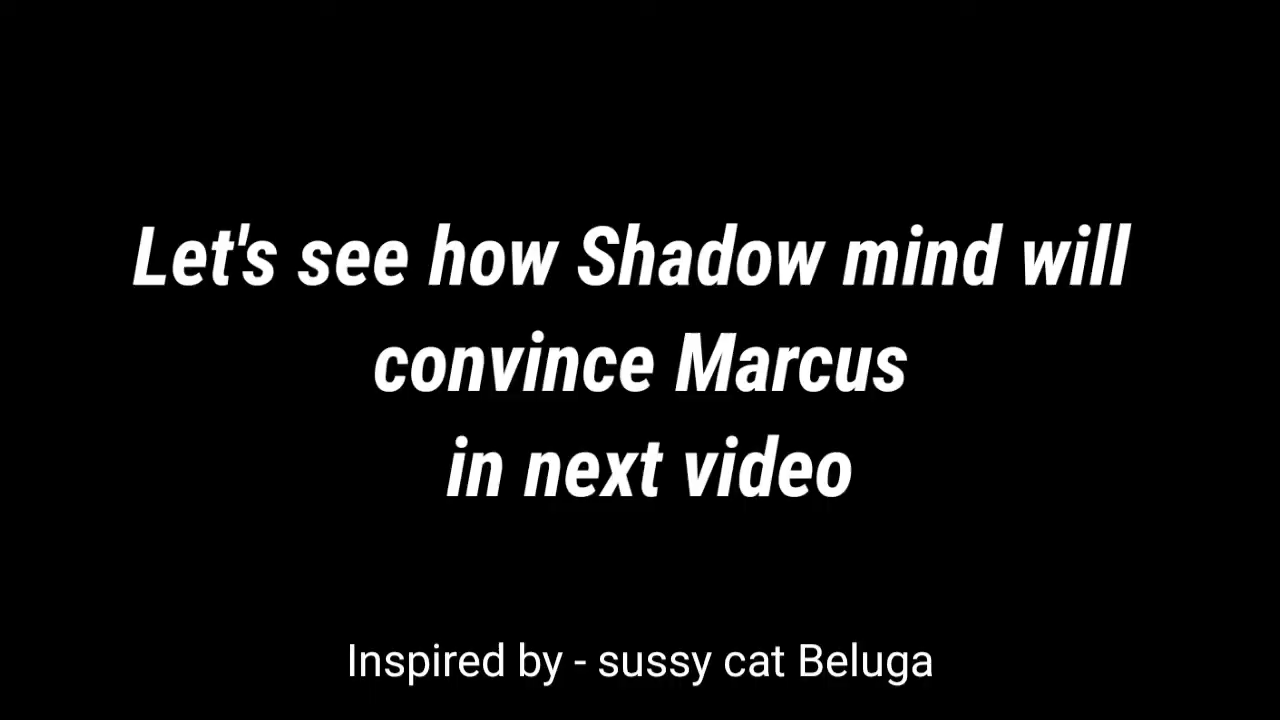 Let's see how Shadow mind will
convince Marcus
in next video
Inspired by - sussy cat Beluga